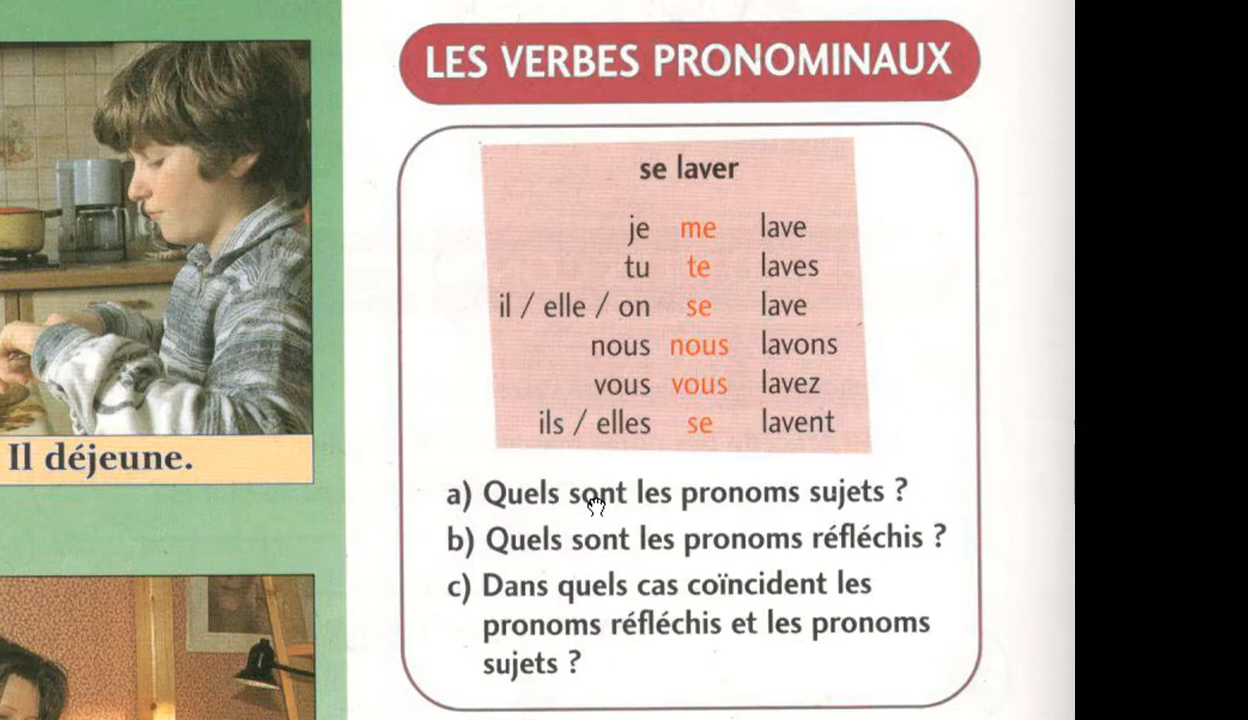 LES VERBES PRONOMINAUX
se laver
je me lave
tu te laves
il / elle / on se lave
nous nous lavons
vous vous lavez
ils / elles se lavent
Il déjeune.
a) Quels sont les pronoms sujets ?
b) Quels sont les pronoms réfléchis ?
c) Dans quels cas coïncident les
pronoms réfléchis et les pronoms
sujets ?